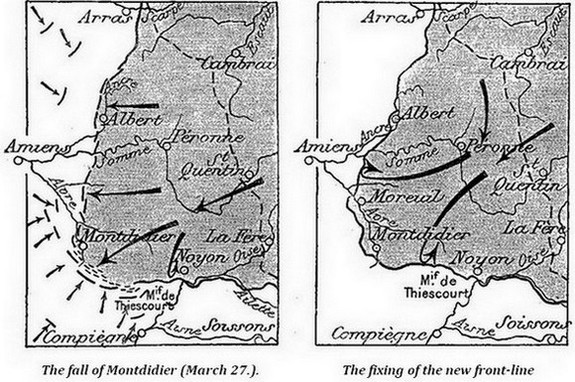 Arras
Scarpe
Escaut
Cambrai
Ancre
Albert
Amiens
Péronne
Somme
St
Quentin
Avre
Montdidier
La Fère
Noyon
Oise
Mif. de
Thiescourt
Ailette
Compiègne
Aisne
Soissons
The fall of Montdidier (March 27.).
Arras
Scarpe
Escaut
Cambrai
Albert
Ancre
Amiens
Somme
Péronne
St
Quentin
Moreuil
Avre
Montdidier
La Fère
Noyon
Oise
Mif. de
Thiescourt
Compiègne
Aisne
Soissons
The fixing of the new front-line